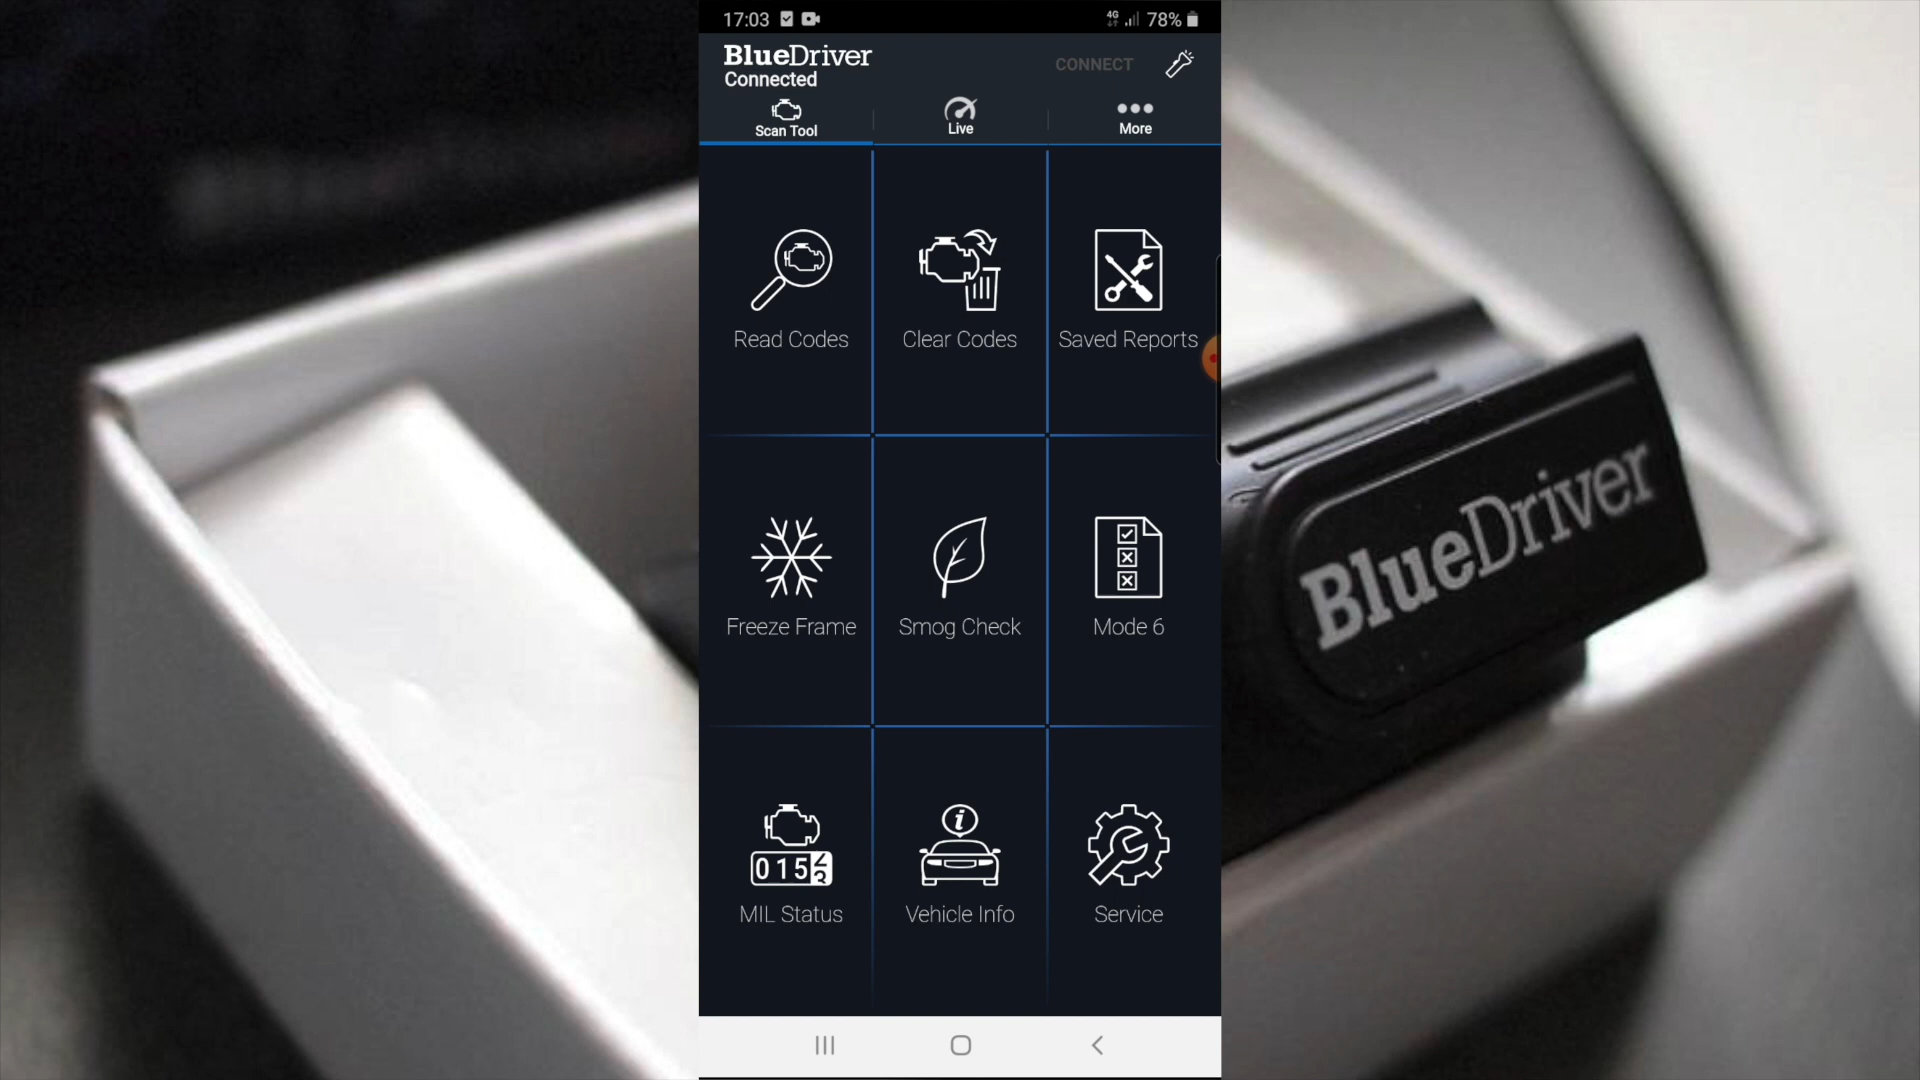 17:03
4G
78%
BlueDriver
Connected
CONNECT
Scan Tool
Live
More
Read Codes
Clear Codes
Saved Reports
Freeze Frame
Smog Check
Mode 6
MIL Status
Vehicle Info
Service
BlueDriver